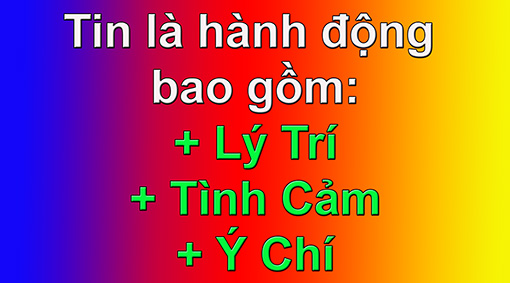 Tin là hành động
bao gồm:
+ Lý Trí
+ Tình Cảm
+ Ý Chí